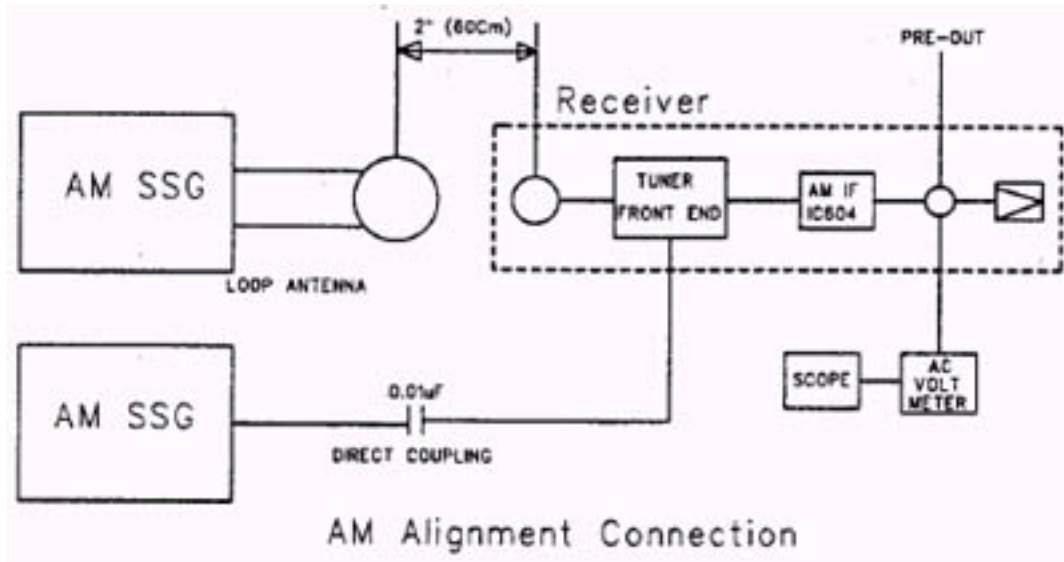 2" (60Cm)
PRE-OUT
Receiver
AM SSG
TUNER
FRONT END
AM IF
IC604
LOOP ANTENNA
AM SSG
0.01uF
DIRECT COUPLING
SCOPE
AC
VOLT
METER
AM Alignment Connection